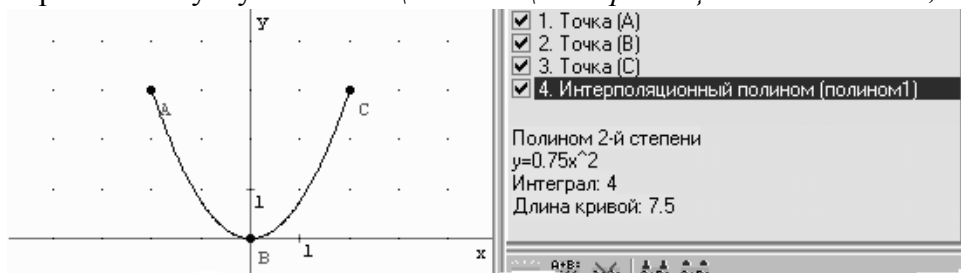 y
A
C
1
B
1
x
1. Точка (A)
2. Точка (B)
3. Точка (C)
4. Интерполяционный полином (полином1)
Полином 2-й степени
y=0.75x^2
Интеграл: 4
Длина кривой: 7.5